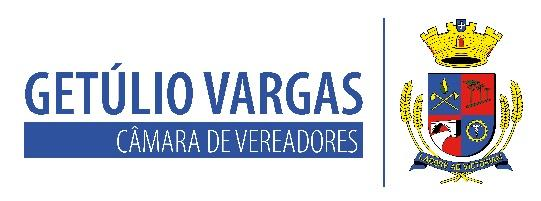 GETÚLIO VARGAS
CÂMARA DE VEREADORES